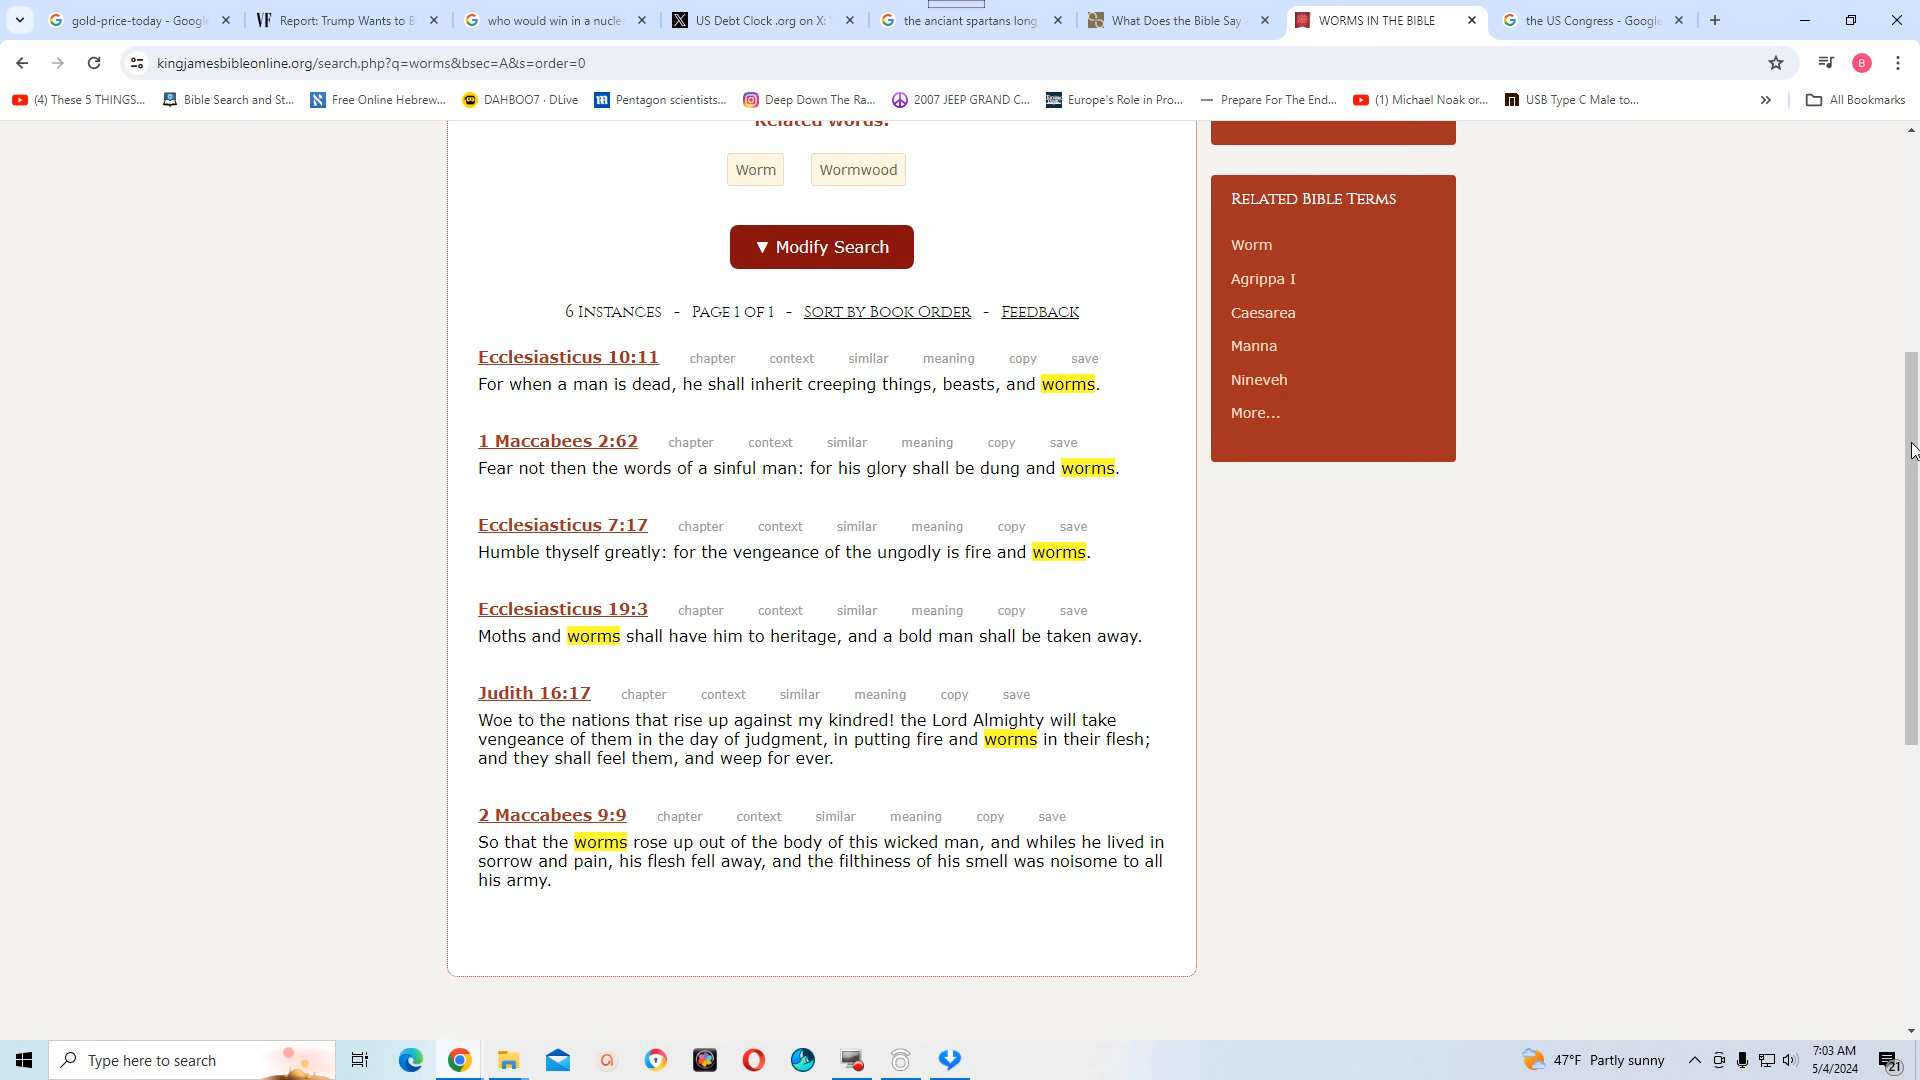 gold-price-today - Google
Report: Trump Wants to B
who would win in a nucle
US Debt Clock .org on X:
the anciant spartans long
What Does the Bible Say
WORMS IN THE BIBLE
the US Congress - Google
kingjamesbibleonline.org/search.php?q=worms&bsec=A&s=order=0
B
(4) These 5 THINGS...
Bible Search and St...
Free Online Hebrew...
DAHBOO7 · DLive
Pentagon scientists...
Deep Down The Ra...
2007 JEEP GRAND C...
Europe's Role in Pro...
Prepare For The End...
(1) Michael Noak or...
USB Type C Male to...
»
All Bookmarks
Related Words:
Worm Wormwood
▼ Modify Search
6 Instances - Page 1 of 1 - Sort by Book Order - Feedback
Ecclesiasticus 10:11 chapter context similar meaning copy save
For when a man is dead, he shall inherit creeping things, beasts, and worms.
1 Maccabees 2:62 chapter context similar meaning copy save
Fear not then the words of a sinful man: for his glory shall be dung and worms.
Ecclesiasticus 7:17 chapter context similar meaning copy save
Humble thyself greatly: for the vengeance of the ungodly is fire and worms.
Ecclesiasticus 19:3 chapter context similar meaning copy save
Moths and worms shall have him to heritage, and a bold man shall be taken away.
Judith 16:17 chapter context similar meaning copy save
Woe to the nations that rise up against my kindred! the Lord Almighty will take
vengeance of them in the day of judgment, in putting fire and worms in their flesh;
and they shall feel them, and weep for ever.
2 Maccabees 9:9 chapter context similar meaning copy save
So that the worms rose up out of the body of this wicked man, and whiles he lived in
sorrow and pain, his flesh fell away, and the filthiness of his smell was noisome to all
his army.
Related Bible Terms
Worm
Agrippa I
Caesarea
Manna
Nineveh
More...
Type here to search
47°F Partly sunny
7:03 AM
5/4/2024
21